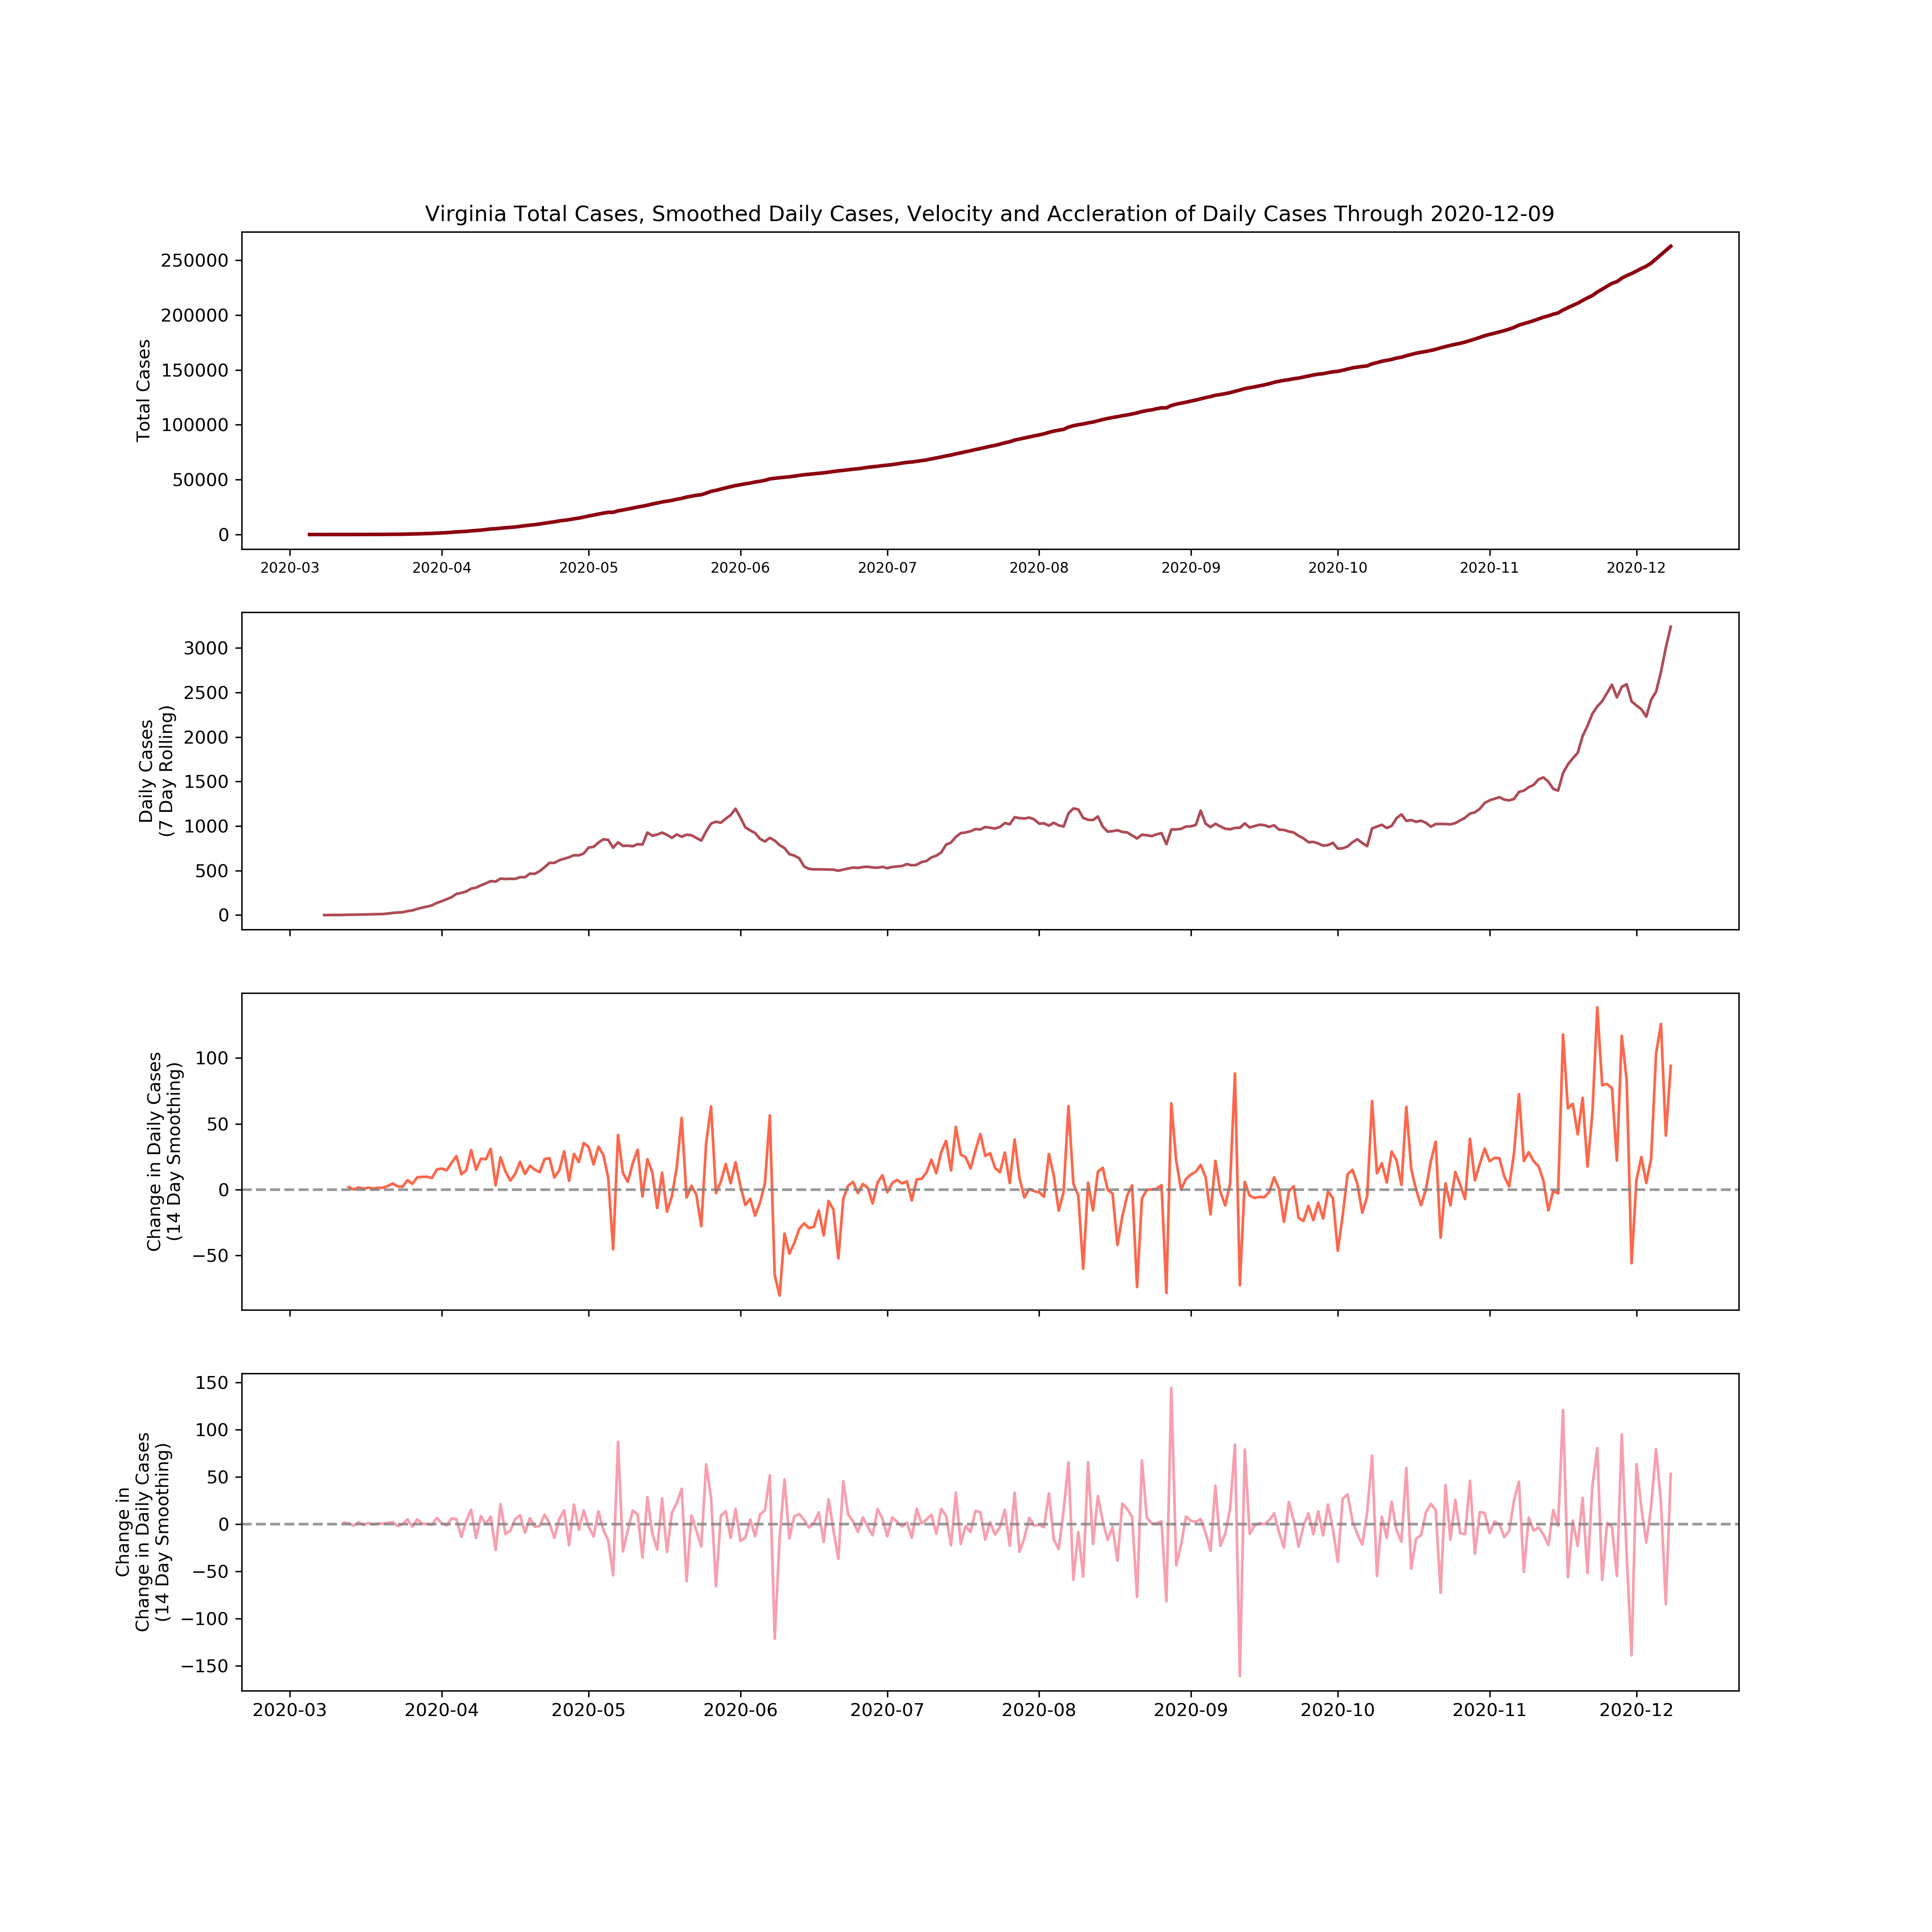 Virginia Total Cases, Smoothed Daily Cases, Velocity and Accleration of Daily Cases Through 2020-12-09
250000
200000
150000
100000
50000
0
Total Cases
2020-03 2020-04 2020-05 2020-06 2020-07 2020-08 2020-09 2020-10 2020-11 2020-12
3000
2500
2000
1500
1000
500
0
Daily Cases
(7 Day Rolling)
100
50
0
−50
Change in Daily Cases
(14 Day Smoothing)
150
100
50
0
−50
−100
−150
Change in
Change in Daily Cases
(14 Day Smoothing)
2020-03 2020-04 2020-05 2020-06 2020-07 2020-08 2020-09 2020-10 2020-11 2020-12